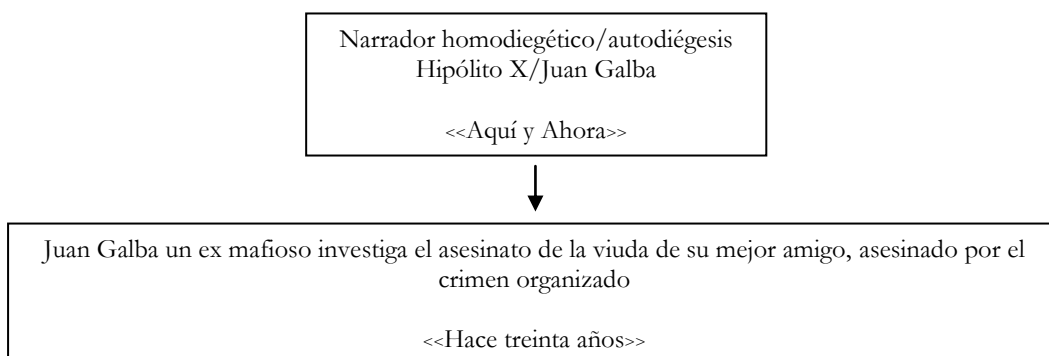 Narrador homodiegético/autodiégesis
Hipólito X/Juan Galba
<<Aquí y Ahora>>
Juan Galba un ex mafioso investiga el asesinato de la viuda de su mejor amigo, asesinado por el
crimen organizado
<<Hace treinta años>>